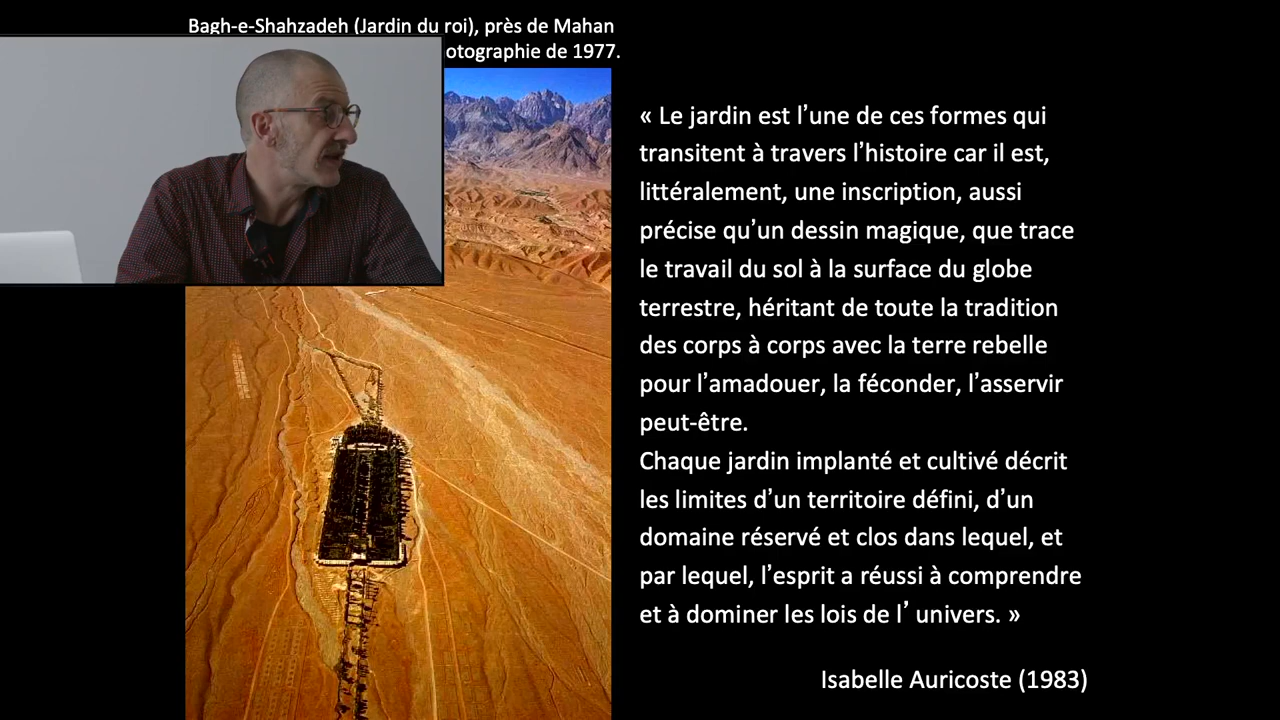 Bagh-e-Shahzadeh (Jardin du roi), près de Mahan
de 1977.
« Le jardin est l’une de ces formes qui
transitent à travers l’histoire car il est,
littéralement, une inscription, aussi
précise qu’un dessin magique, que trace
le travail du sol à la surface du globe
terrestre, héritant de toute la tradition
des corps à corps avec la terre rebelle
pour l’amadouer, la féconder, l’asservir
peut-être.
Chaque jardin implanté et cultivé décrit
les limites d’un territoire défini, d’un
domaine réservé et clos dans lequel, et
par lequel, l’esprit a réussi à comprendre
et à dominer les lois de l’ univers. »
Isabelle Auricoste (1983)